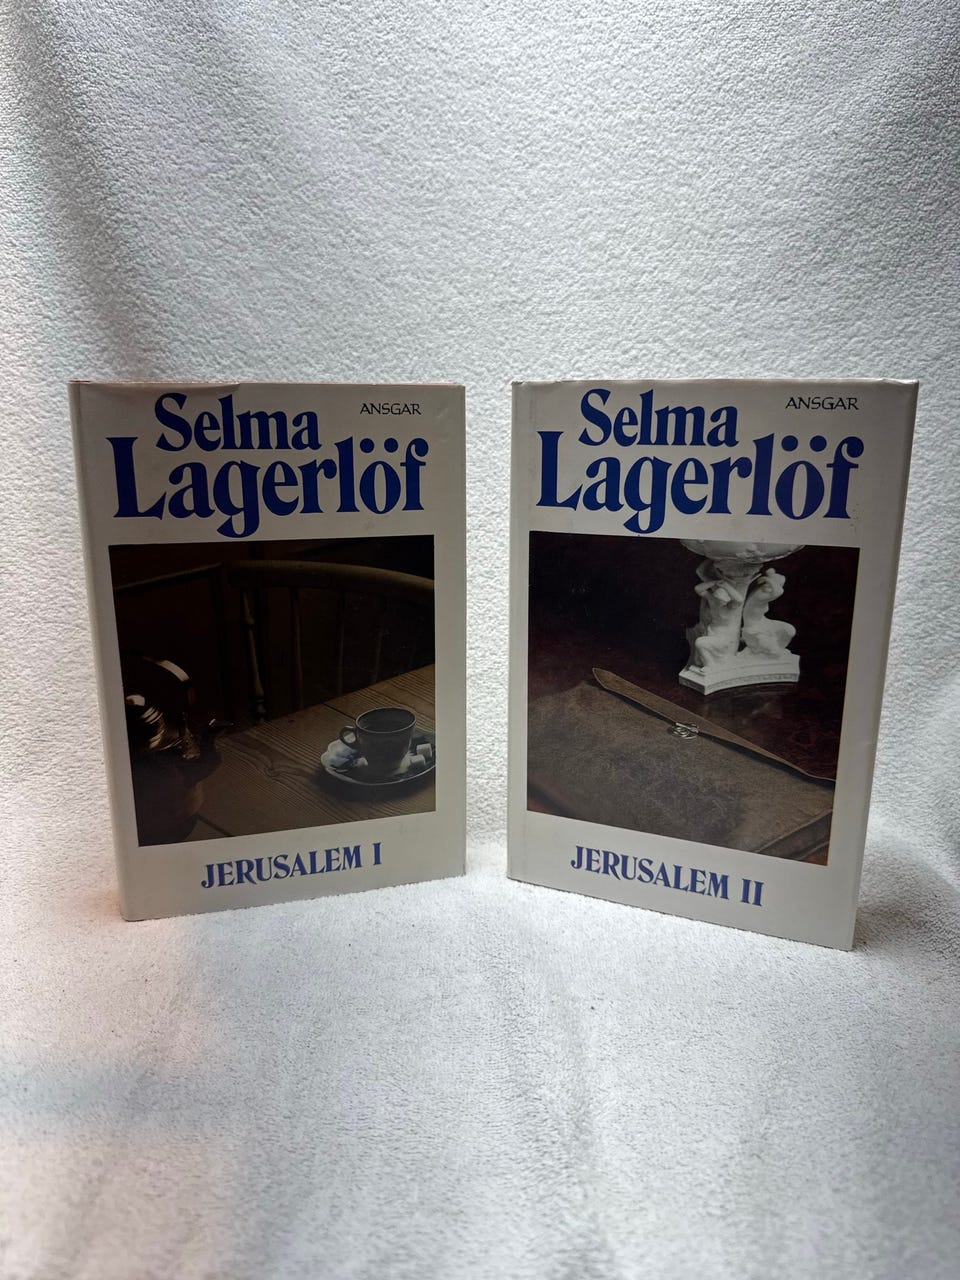 Selma
ANSGAR
Lagerlöf
JERUSALEM I
Selma
ANSGAR
Lagerlöf
JERUSALEM II